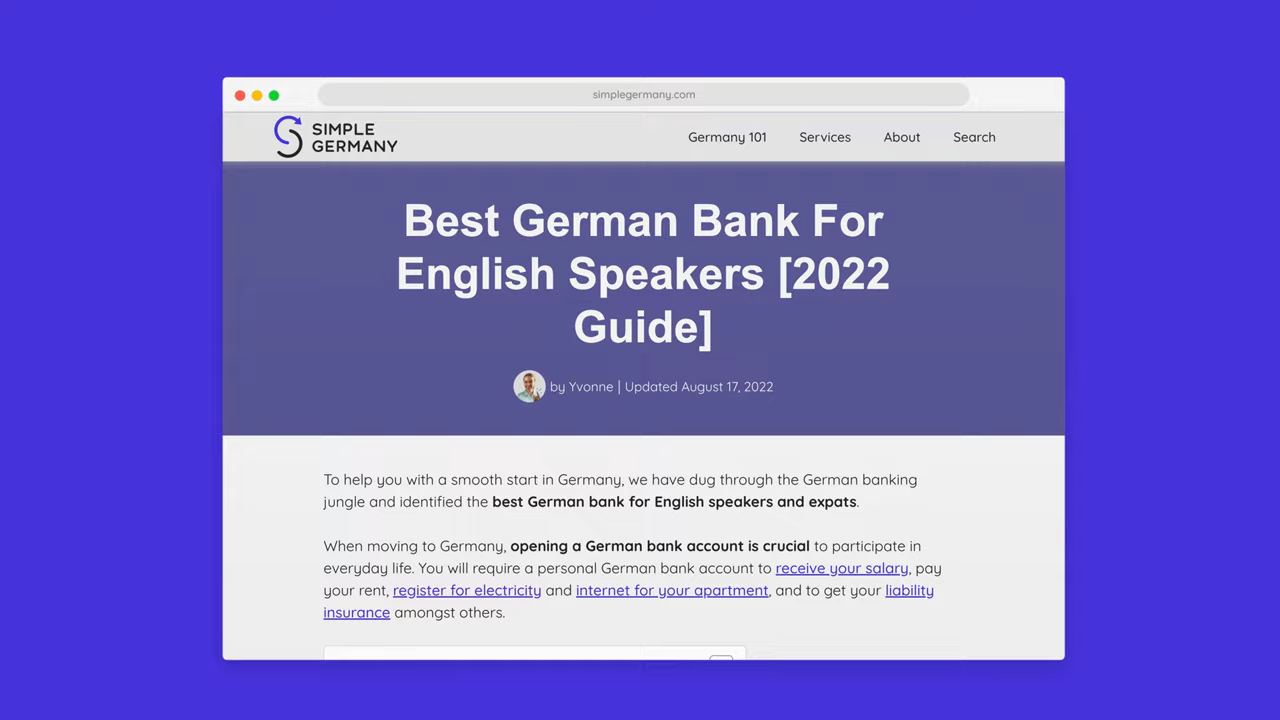 simplegermany.com
SIMPLE
GERMANY
Germany 101 Services About Search
Best German Bank For
English Speakers [2022
Guide]
by Yvonne | Updated August 17, 2022
To help you with a smooth start in Germany, we have dug through the German banking
jungle and identified the best German bank for English speakers and expats.
When moving to Germany, opening a German bank account is crucial to participate in
everyday life. You will require a personal German bank account to receive your salary, pay
your rent, register for electricity and internet for your apartment, and to get your liability
insurance amongst others.